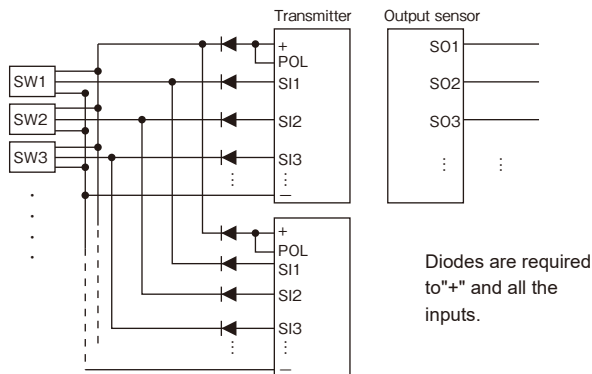 Transmitter
Output sensor
+
POL
SI1
SI2
SI3
−
SO1
SO2
SO3
SW1
SW2
SW3
+
POL
SI1
SI2
SI3
−
Diodes are required
to"+" and all the
inputs.